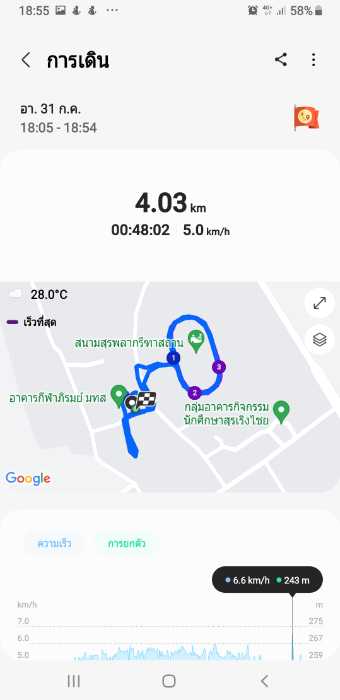 18:55
58%
การเดิน
อา. 31 ก.ค.
18:05 - 18:54
4.03 km
00:48:02 5.0 km/h
28.0°C
เร็วที่สุด
สนามสุรพลากรีฑาสถาน
1
3
2
อาคารกีฬาภิรมย์ มทส
กลุ่มอาคารกิจกรรม
นักศึกษาสุรเริงไชย
Google
ความเร็ว การยกตัว
6.6 km/h 243 m
km/h m
7.0 275
6.0 267
5.0 259